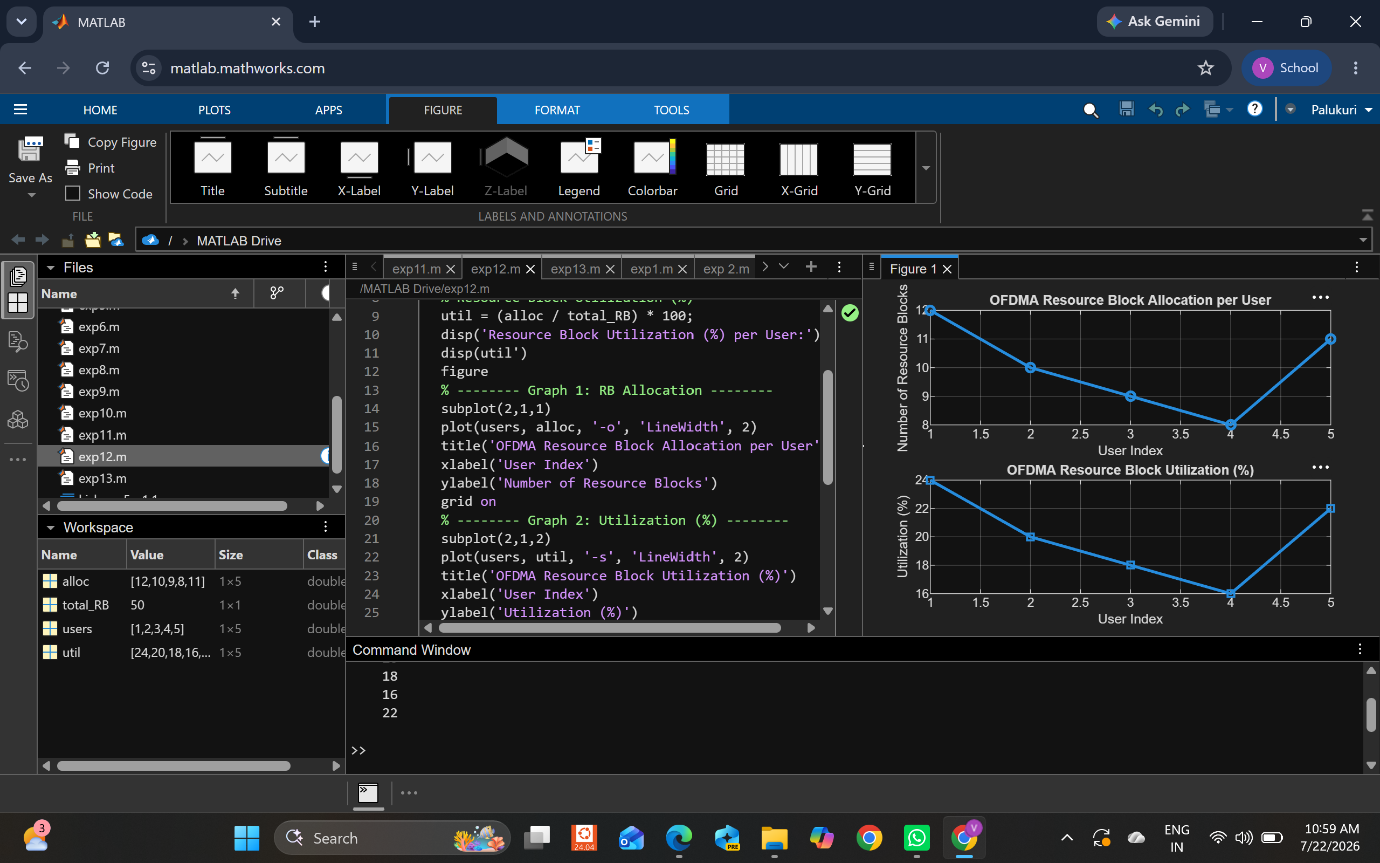 MATLAB
Ask Gemini
matlab.mathworks.com
V School
HOME PLOTS APPS FIGURE FORMAT TOOLS
Palukuri
Save As
Copy Figure
Print
Show Code
FILE
Title Subtitle X-Label Y-Label Z-Label Legend Colorbar Grid X-Grid Y-Grid
LABELS AND ANNOTATIONS
/ > MATLAB Drive
Files
Name
exp6.m
exp7.m
exp8.m
exp9.m
exp10.m
exp11.m
exp12.m
exp13.m
Workspace
Name Value Size Class
alloc [12,10,9,8,11] 1×5 double
total_RB 50 1×1 double
users [1,2,3,4,5] 1×5 double
util [24,20,18,16,... 1×5 double
exp11.m exp12.m exp13.m exp1.m exp 2.m
/MATLAB Drive/exp12.m
% Resource Block Utilization (%)
9 util = (alloc / total_RB) * 100;
10 disp('Resource Block Utilization (%) per User:')
11 disp(util')
12 figure
13 % -------- Graph 1: RB Allocation --------
14 subplot(2,1,1)
15 plot(users, alloc, '-o', 'LineWidth', 2)
16 title('OFDMA Resource Block Allocation per User'
17 xlabel('User Index')
18 ylabel('Number of Resource Blocks')
19 grid on
20 % -------- Graph 2: Utilization (%) --------
21 subplot(2,1,2)
22 plot(users, util, '-s', 'LineWidth', 2)
23 title('OFDMA Resource Block Utilization (%)')
24 xlabel('User Index')
25 ylabel('Utilization (%)')
Figure 1
OFDMA Resource Block Allocation per User
Number of Resource Blocks
12
11
10
9
8
1 1.5 2 2.5 3 3.5 4 4.5 5
User Index
OFDMA Resource Block Utilization (%)
Utilization (%)
24
22
20
18
16
1 1.5 2 2.5 3 3.5 4 4.5 5
User Index
Command Window
18
16
22
>>
3
Search
24.04
PRE
V
ENG
IN
10:59 AM
7/22/2026